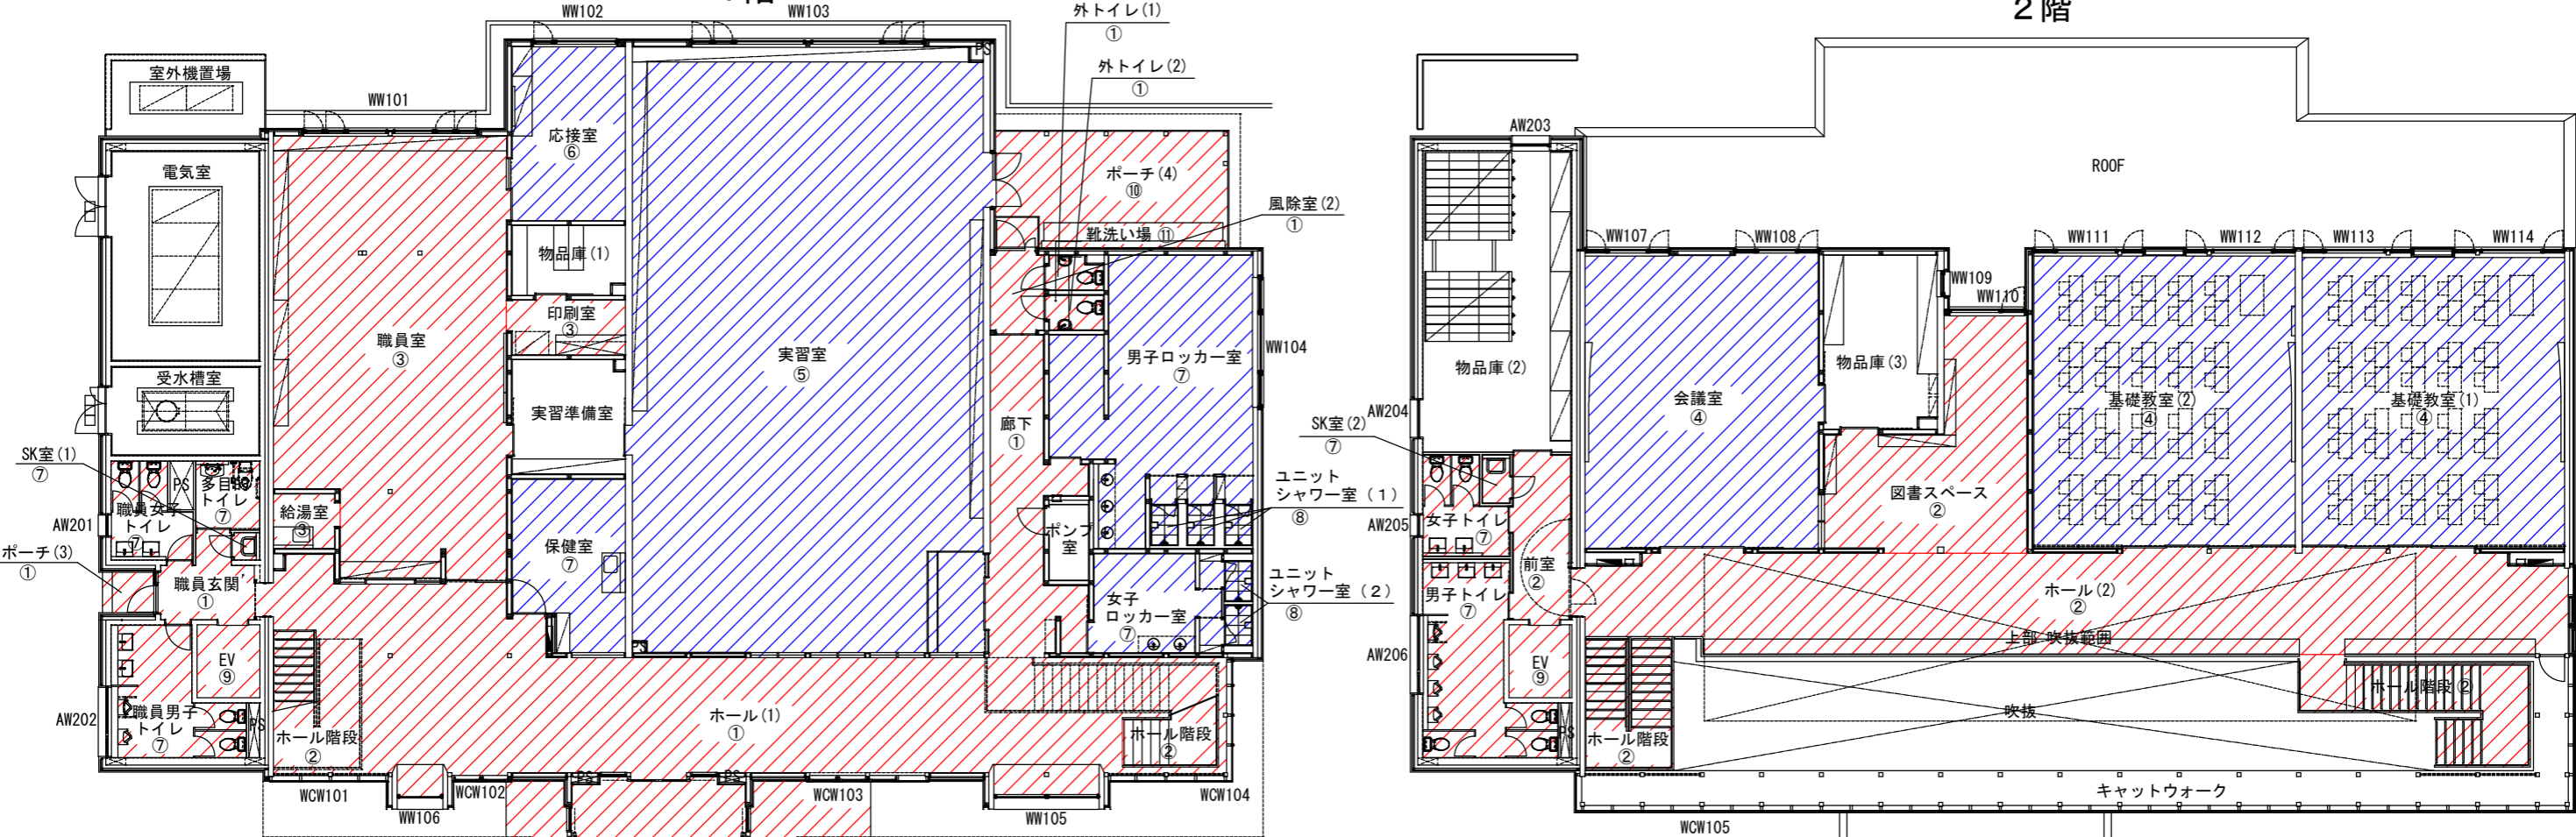 ２階
WW102
WW103
外トイレ(1)
①
外トイレ(2)
①
室外機置場
WW101
PS
応接室
⑥
電気室
ポーチ(4)
⑩
風除室(2)
①
靴洗い場 ⑪
物品庫(1)
印刷室
③
職員室
③
実習室
⑤
男子ロッカー室
⑦
WW104
受水槽室
実習準備室
廊下
①
SK室(1)
⑦
PS
多目的
トイレ
⑦
職員女子
トイレ
⑦
給湯室
③
AW201
ポーチ(3)
①
保健室
⑦
ポンプ
室
ユニット
シャワー室（１）
⑧
職員玄関
①
女子
ロッカー室
⑦
ユニット
シャワー室（２）
⑧
PS
EV
⑨
AW202
職員男子
トイレ
⑦
PS
ホール階段
②
ホール(1)
①
ホール階段
②
PS
PS
WCW101
WW106
WCW102
WCW103
WW105
WCW104
AW203
ROOF
WW107
WW108
WW111
WW112
WW113
WW114
WW109
WW110
物品庫(2)
物品庫(3)
会議室
④
基礎教室(2)
④
基礎教室(1)
④
AW204
SK室(2)
⑦
図書スペース
②
AW205
女子トイレ
⑦
前室
②
男子トイレ
⑦
ホール(2)
②
上部 吹抜範囲
AW206
EV
⑨
ホール階段 ②
吹抜
PS
ホール階段
②
キャットウォーク
WCW105